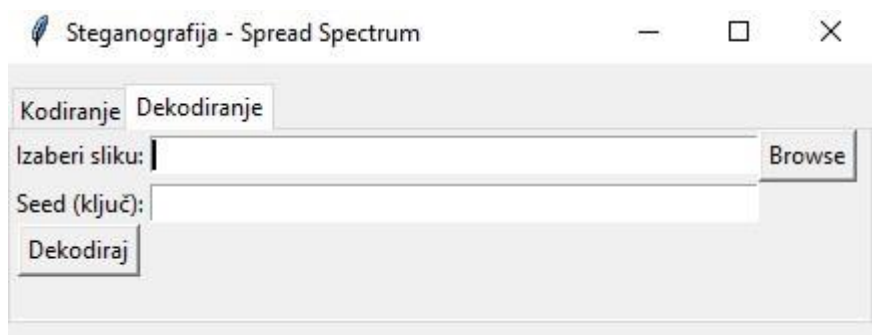 Steganografija - Spread Spectrum
Kodiranje Dekodiranje
Izaberi sliku: Browse
Seed (ključ):
Dekodiraj